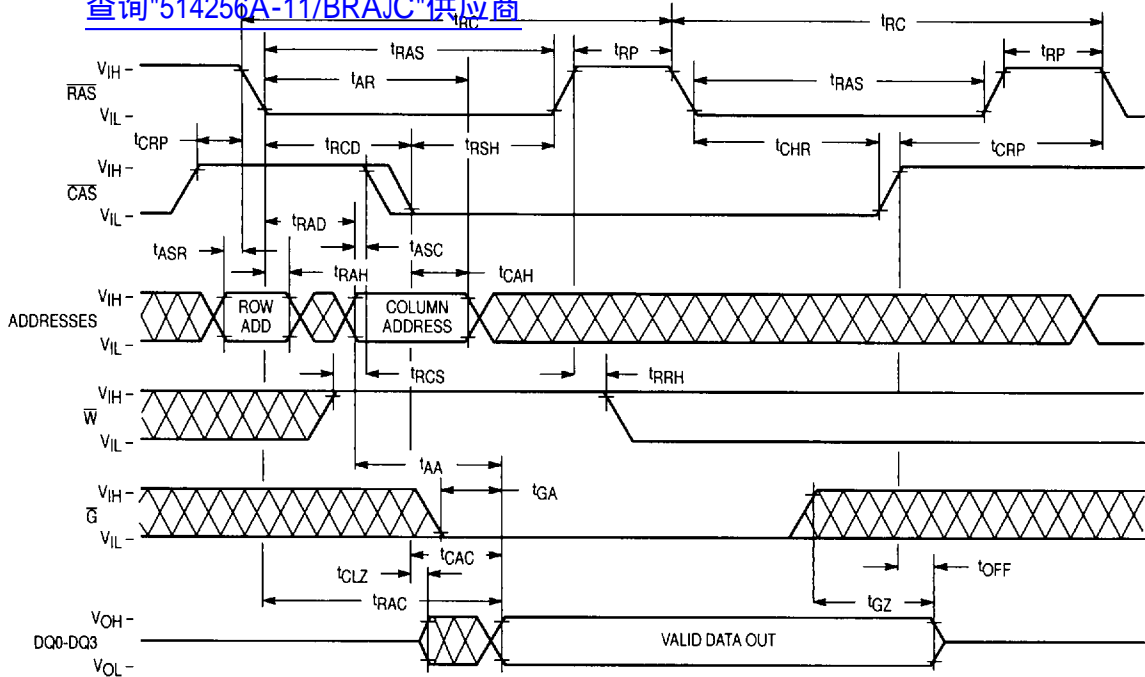 查询"514256A-11/BRAJC"供应商
tRC tRC
tRAS tRP tRP
VIH
tAR tRAS
RAS
VIL
tCRP tRCD tRSH tCHR tCRP
VIH
CAS
VIL
tRAD
tASR tASC
tRAH tCAH
VIH
ROW ADD
COLUMN ADDRESS
ADDRESSES
VIL
tRCS tRRH
VIH
W
VIL
tAA
VIH
tGA
G
VIL
tCAC
tCLZ tOFF
tRAC tGZ
VOH
DQ0-DQ3
VALID DATA OUT
VOL